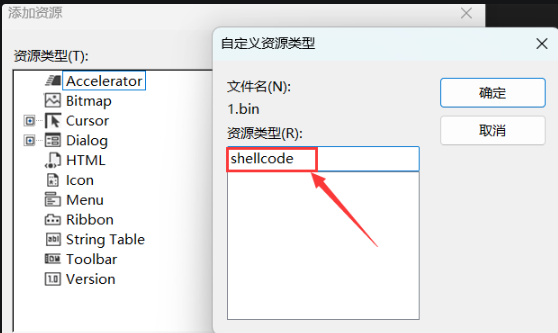 添加资源
资源类型(T):
Accelerator
Bitmap
Cursor
Dialog
HTML
Icon
Menu
Ribbon
String Table
Toolbar
Version
自定义资源类型
文件名(N):
1.bin
资源类型(R):
shellcode
确定
取消